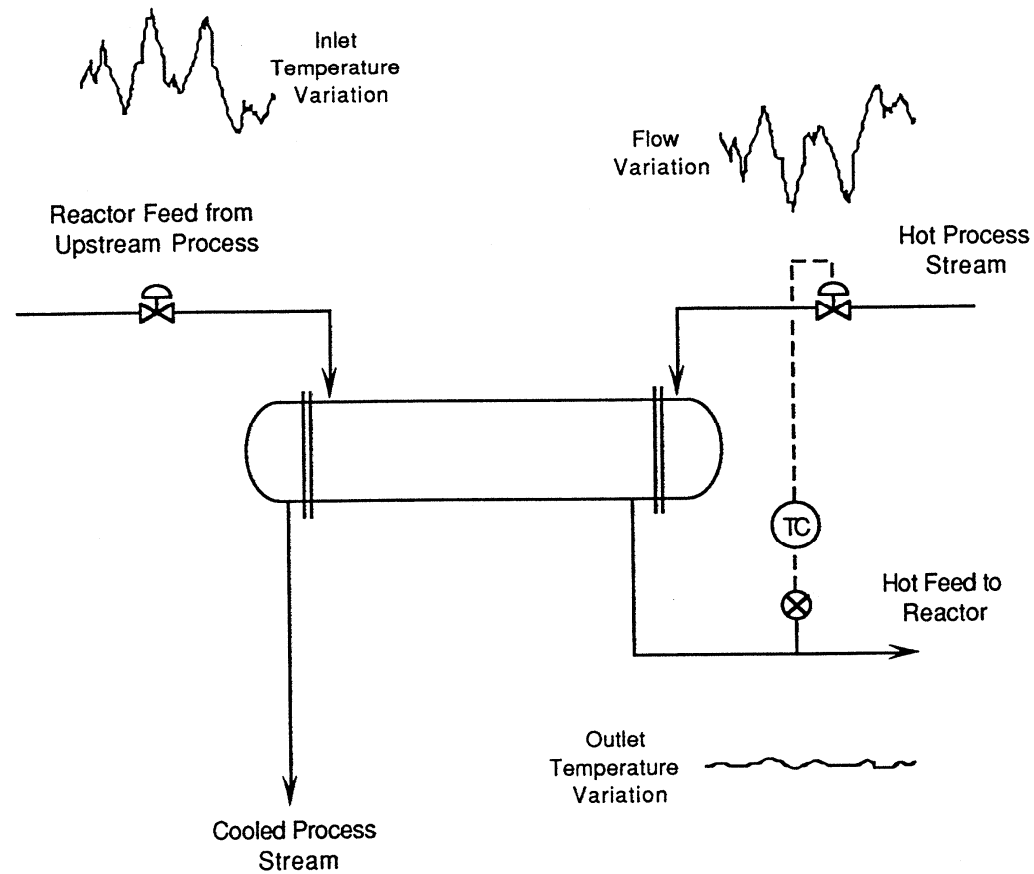 Inlet
Temperature
Variation
Flow
Variation
Reactor Feed from
Upstream Process
Hot Process
Stream
TC
Hot Feed to
Reactor
Outlet
Temperature
Variation
Cooled Process
Stream